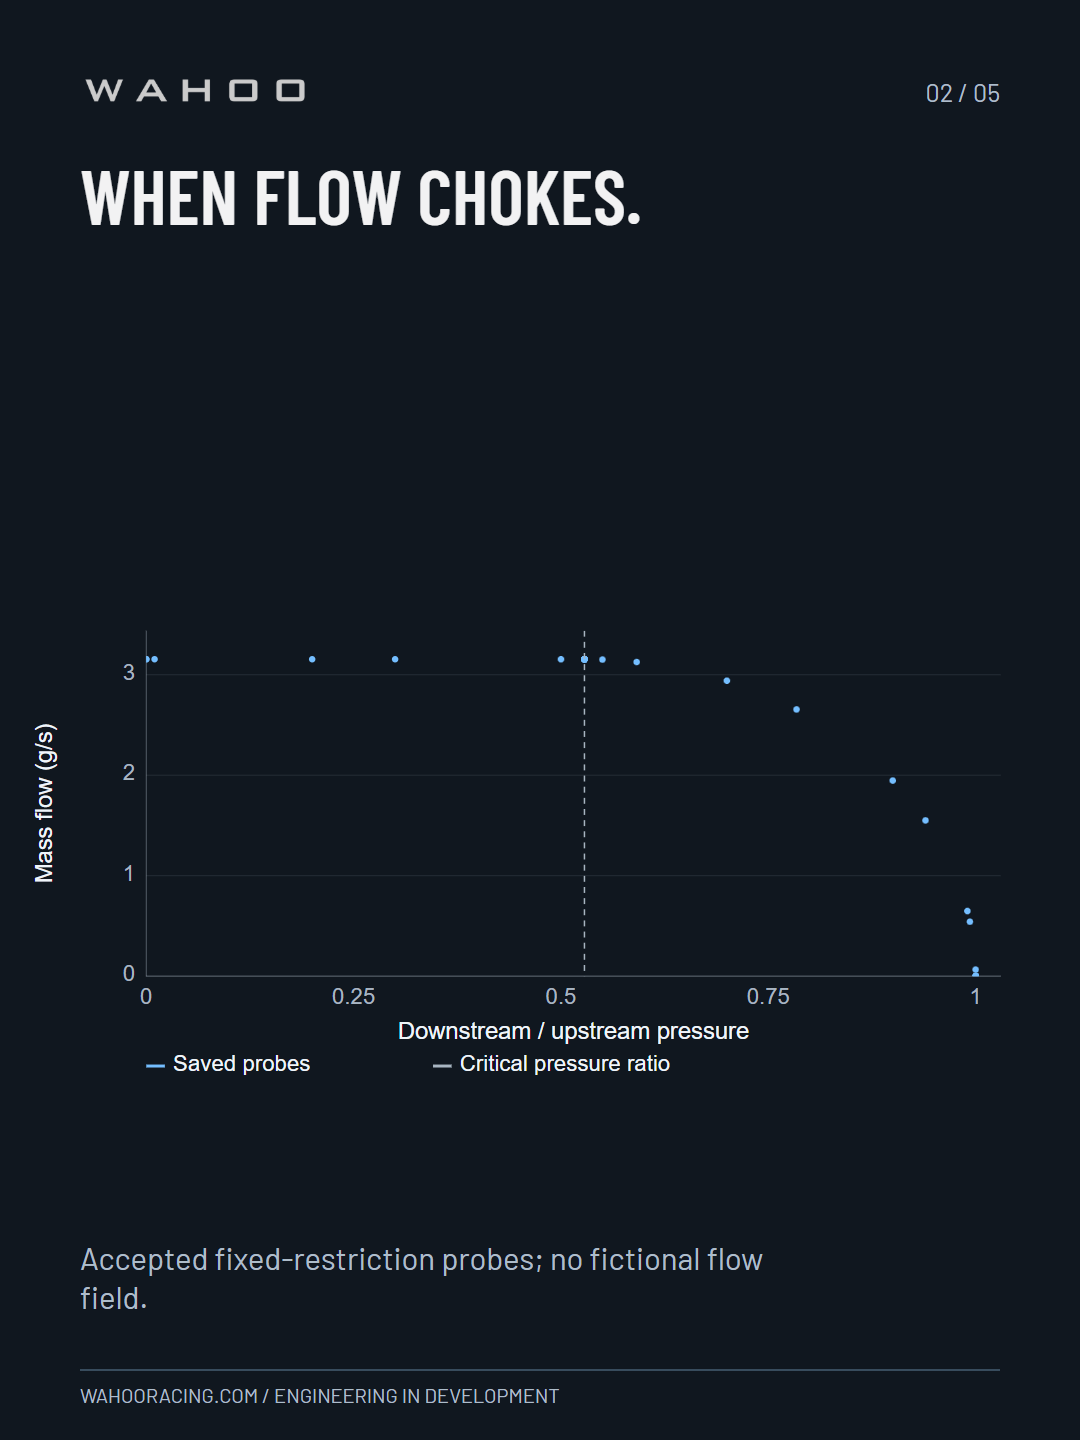 WAHOO
02 / 05
WHEN FLOW CHOKES.
3
2
1
0
Mass flow (g/s)
0 0.25 0.5 0.75 1
Downstream / upstream pressure
Saved probes Critical pressure ratio
Accepted fixed-restriction probes; no fictional flow
field.
WAHOORACING.COM / ENGINEERING IN DEVELOPMENT